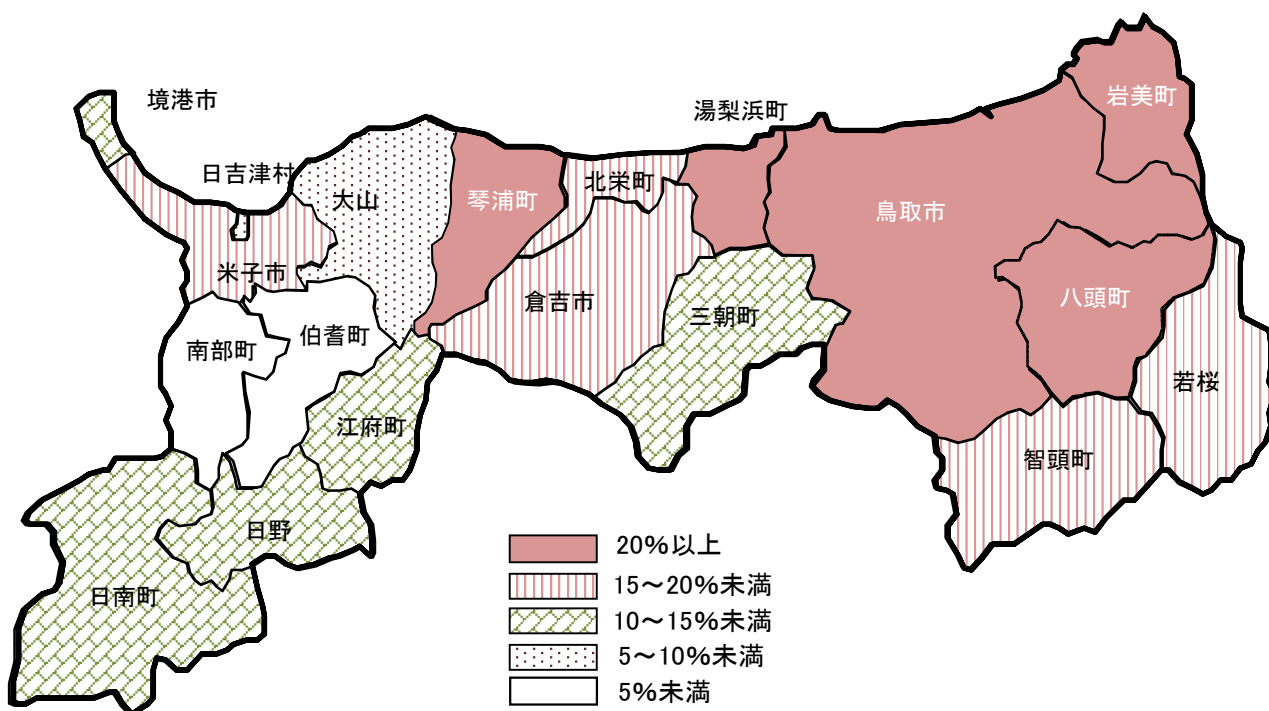 岩美町
境港市
湯梨浜町
日吉津村
北栄町
大山
琴浦町
鳥取市
米子市
倉吉市
八頭町
三朝町
伯耆町
南部町
若桜
江府町
智頭町
日野
日南町
20%以上
15～20%未満
10～15%未満
5～10%未満
5%未満